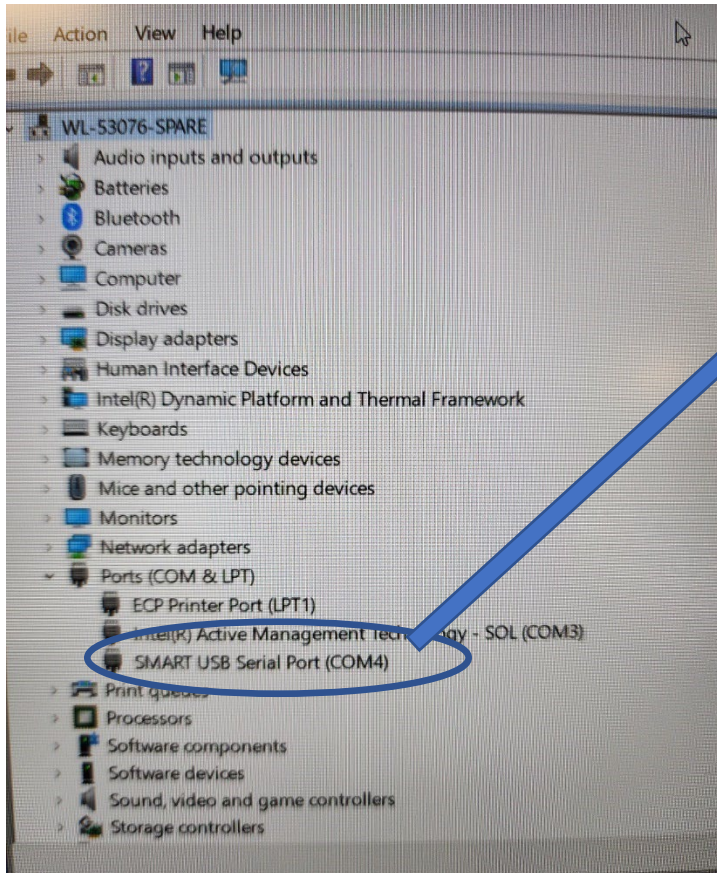 ile Action View Help
WL-53076-SPARE
Audio inputs and outputs
Batteries
Bluetooth
Cameras
Computer
Disk drives
Display adapters
Human Interface Devices
Intel(R) Dynamic Platform and Thermal Framework
Keyboards
Memory technology devices
Mice and other pointing devices
Monitors
Network adapters
Ports (COM & LPT)
ECP Printer Port (LPT1)
Intel(R) Active Management - SOL (COM3)
SMART USB Serial Port (COM4)
Print queues
Processors
Software components
Software devices
Sound, video and game controllers
Storage controllers